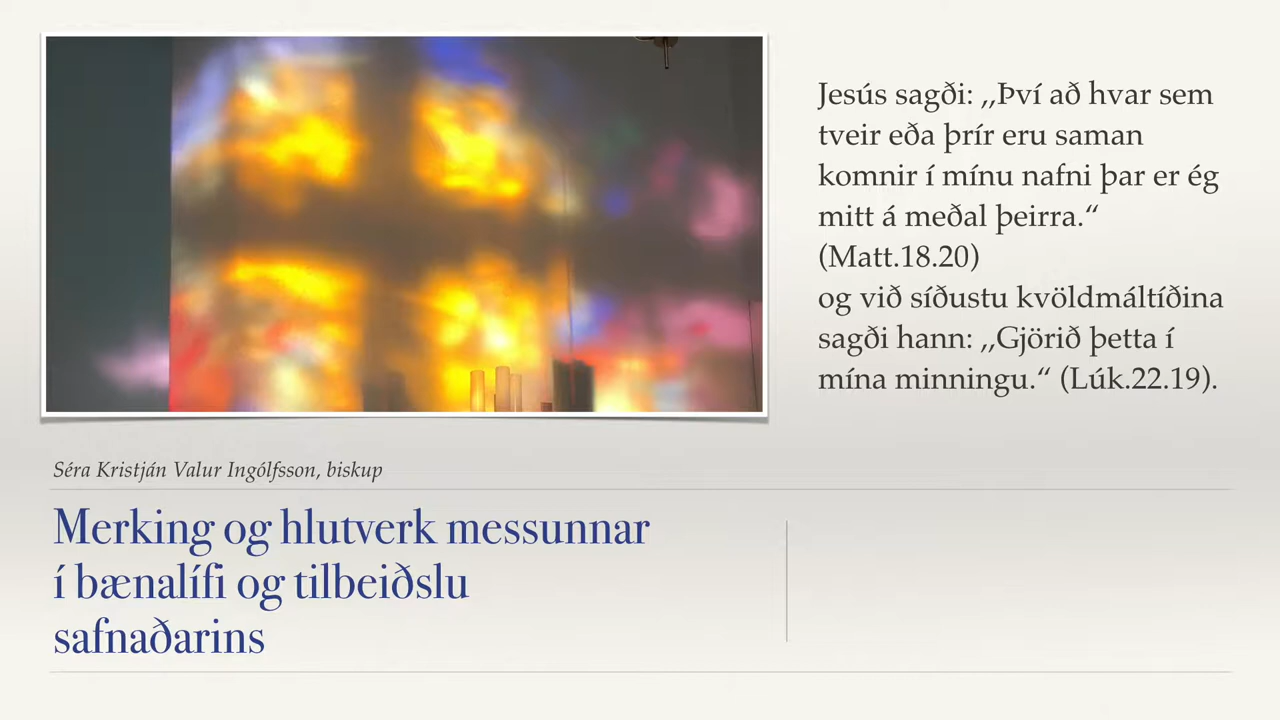 Jesús sagði: ,,Því að hvar sem
tveir eða þrír eru saman
komnir í mínu nafni þar er ég
mitt á meðal þeirra.“
(Matt.18.20)
og við síðustu kvöldmáltíðina
sagði hann: ,,Gjörið þetta í
mína minningu.“ (Lúk.22.19).
Séra Kristján Valur Ingólfsson, biskup
Merking og hlutverk messunnar
í bænalífi og tilbeiðslu
safnaðarins